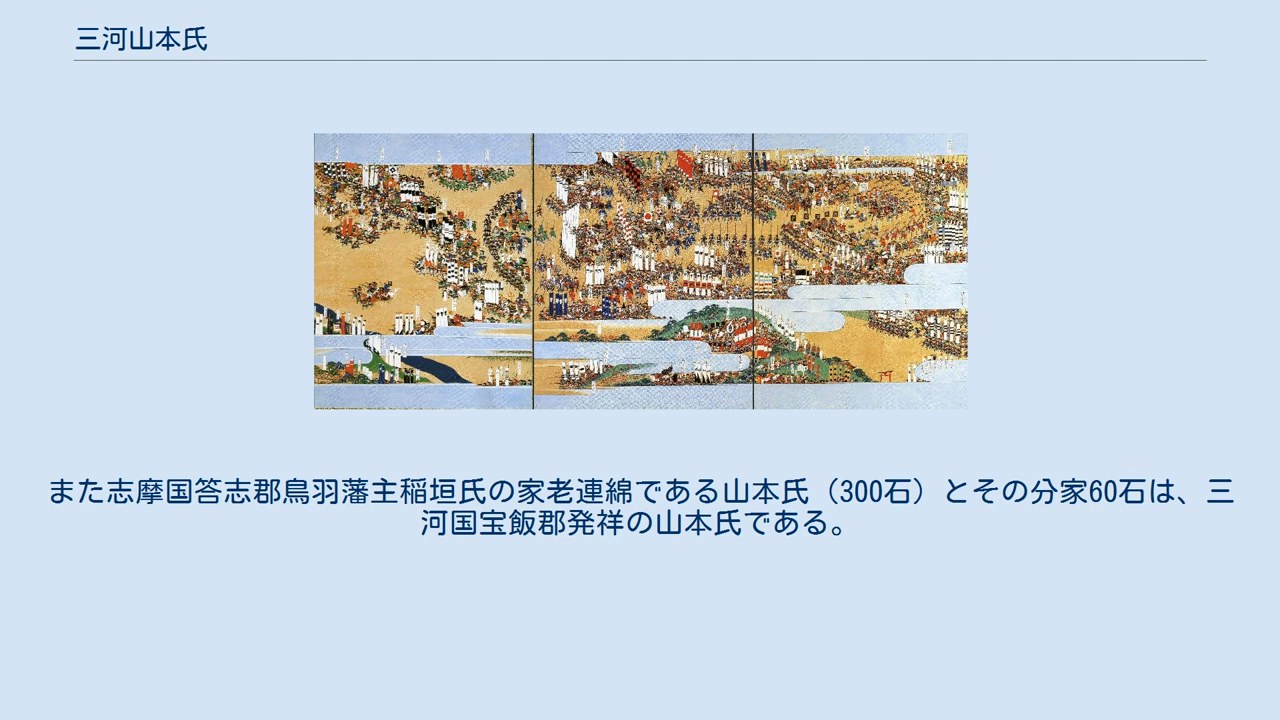 三河山本氏
また志摩国答志郡鳥羽藩主稲垣氏の家老連綿である山本氏（300石）とその分家60石は、三
河国宝飯郡発祥の山本氏である。